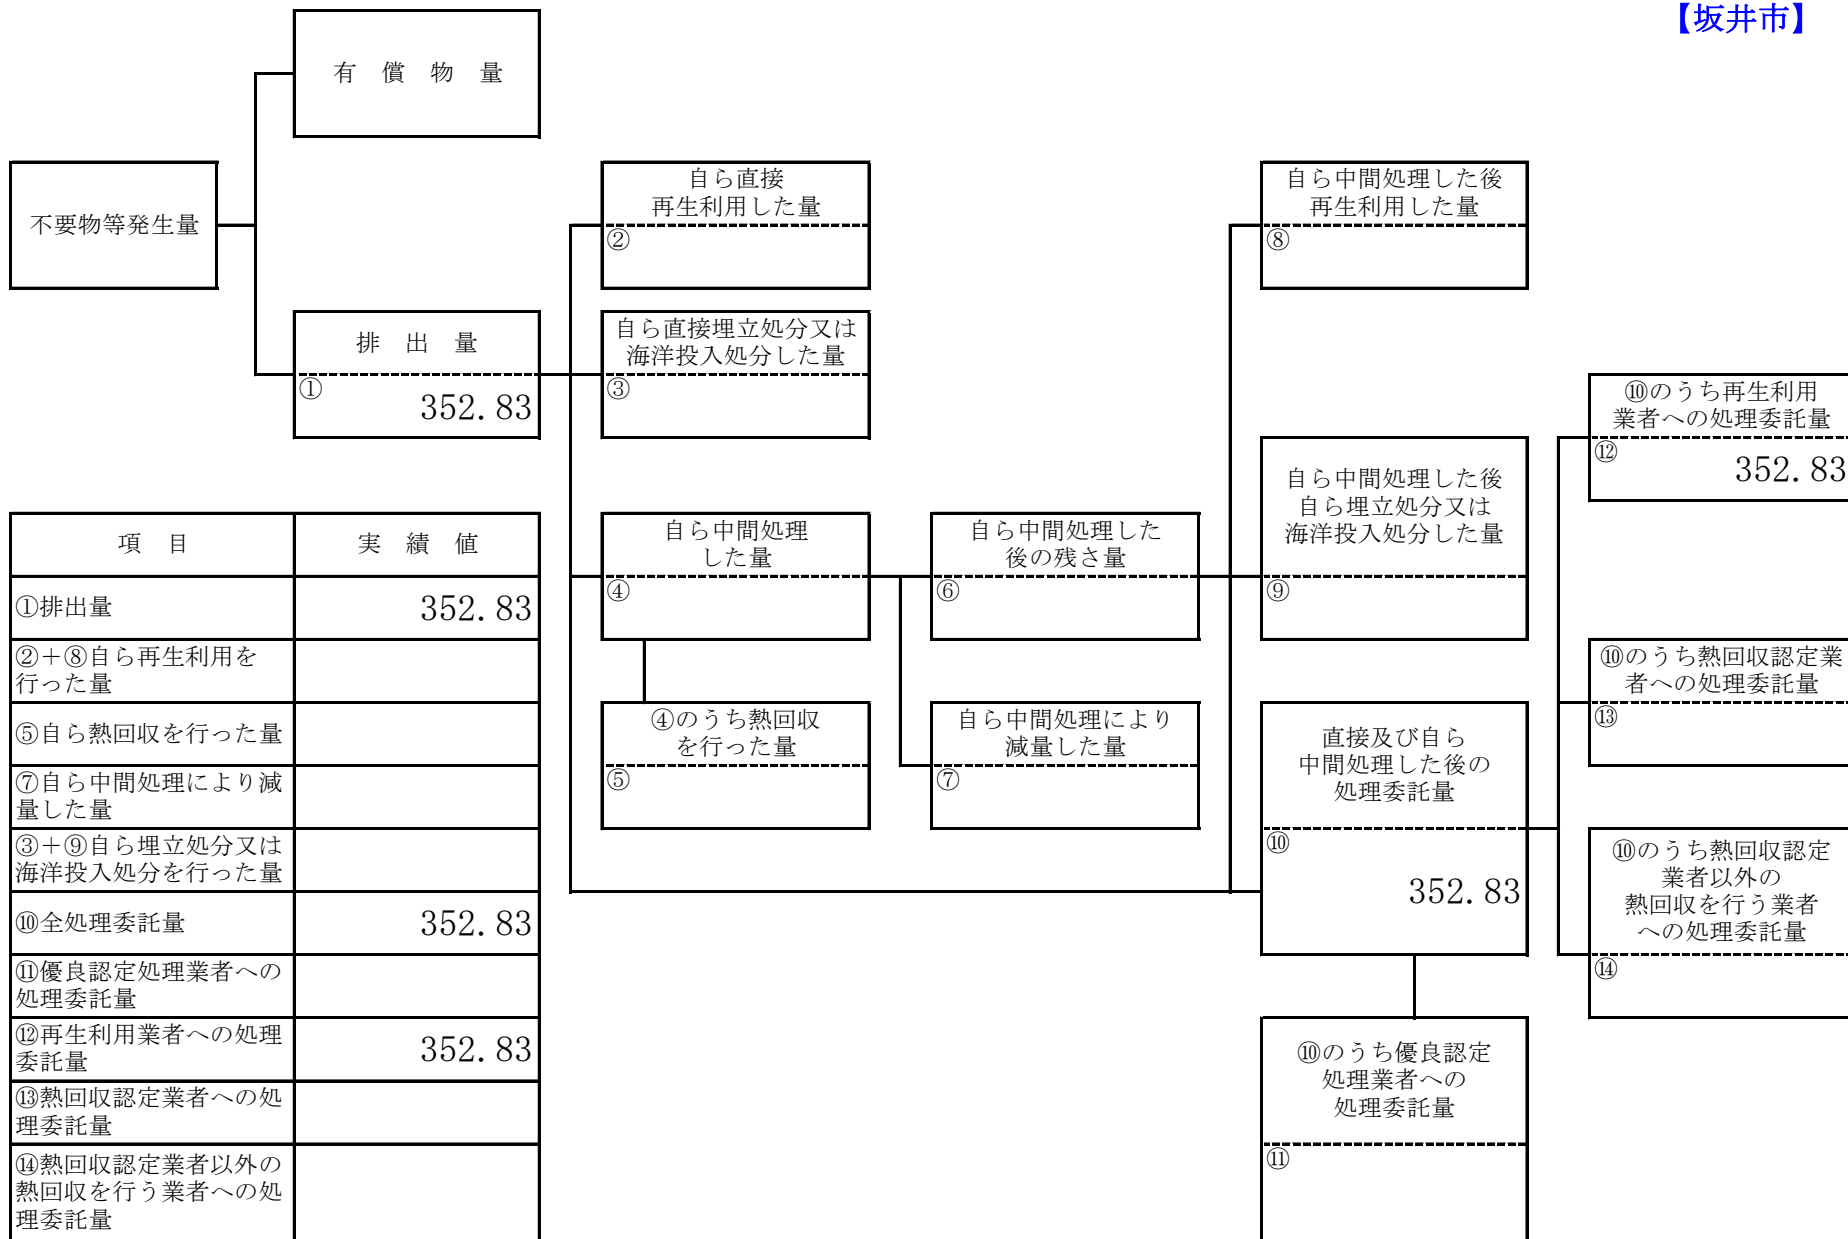 【坂井市】
有償物量
不要物等発生量
自ら直接
再生利用した量
②
自ら中間処理した後
再生利用した量
⑧
排出量
①
352.83
自ら直接埋立処分又は
海洋投入処分した量
③
⑩のうち再生利用
業者への処理委託量
⑫
352.83
自ら中間処理した後
自ら埋立処分又は
海洋投入処分した量
⑨
自ら中間処理
した量
④
自ら中間処理した
後の残さ量
⑥
④のうち熱回収
を行った量
⑤
自ら中間処理により
減量した量
⑦
直接及び自ら
中間処理した後の
処理委託量
⑩
352.83
⑩のうち熱回収認定業
者への処理委託量
⑬
⑩のうち熱回収認定
業者以外の
熱回収を行う業者
への処理委託量
⑭
⑩のうち優良認定
処理業者への
処理委託量
⑪
項目 実績値
①排出量 352.83
②+⑧自ら再生利用を
行った量
⑤自ら熱回収を行った量
⑦自ら中間処理により減
量した量
③+⑨自ら埋立処分又は
海洋投入処分を行った量
⑩全処理委託量 352.83
⑪優良認定処理業者への
処理委託量
⑫再生利用業者への処理
委託量 352.83
⑬熱回収認定業者への処
理委託量
⑭熱回収認定業者以外の
熱回収を行う業者への処
理委託量